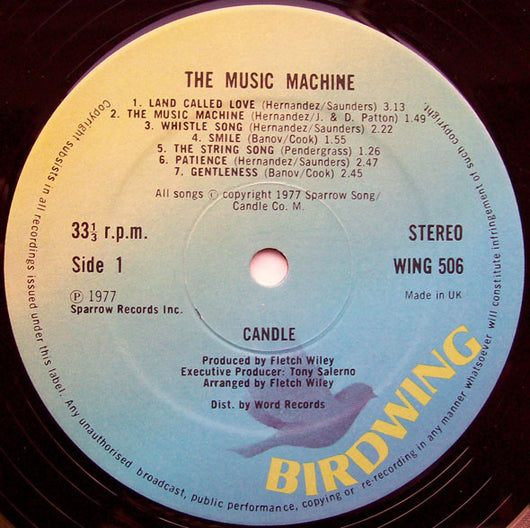 THE MUSIC MACHINE
1. LAND CALLED LOVE (Hernandez/Saunders) 3.13
2. THE MUSIC MACHINE (Hernandez/J. & D. Patton) 1.49
3. WHISTLE SONG (Hernandez/Saunders) 2.22
4. SMILE (Banov/Cook) 1.55
5. THE STRING SONG (Pendergrass) 1.26
6. PATIENCE (Hernandez/Saunders) 2.47
7. GENTLENESS (Banov/Cook) 2.45
All songs © copyright 1977 Sparrow Song/
Candle Co. M.
33⅓ r.p.m.
Side 1
℗ 1977
Sparrow Records Inc.
STEREO
WING 506
Made in UK
CANDLE
Produced by Fletch Wiley
Executive Producer: Tony Salerno
Arranged by Fletch Wiley
Dist. by Word Records
BIRDWING
Copyright subsists in all recordings issued under this label. Any unauthorised broadcast, public performance, copying or re-recording in any manner whatsoever will constitute infringement of such copyright